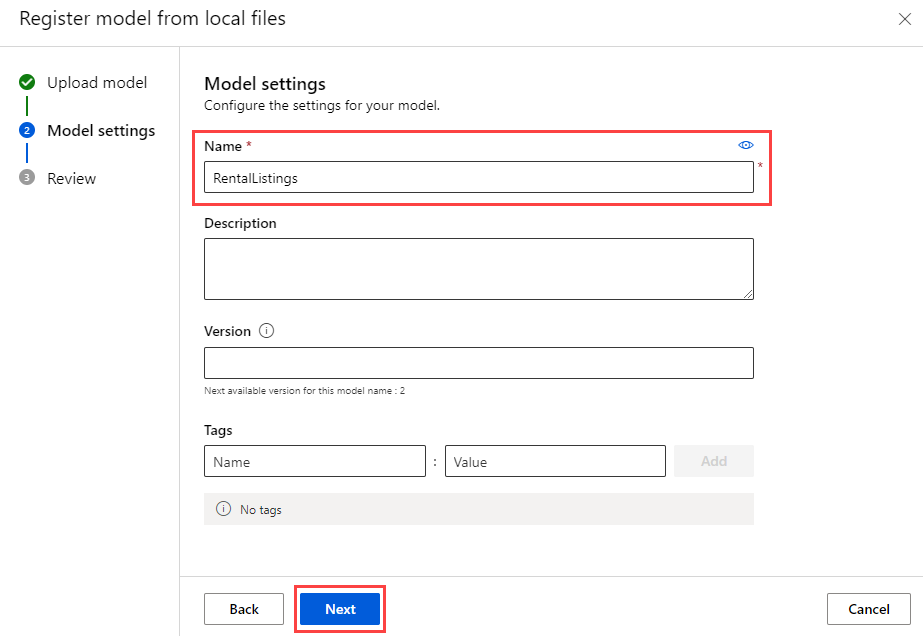 Register model from local files
Upload model
2 Model settings
3 Review
Model settings
Configure the settings for your model.
Name *
RentalListings
*
Description
Version
Next available version for this model name : 2
Tags
Name : Value Add
No tags
Back Next Cancel